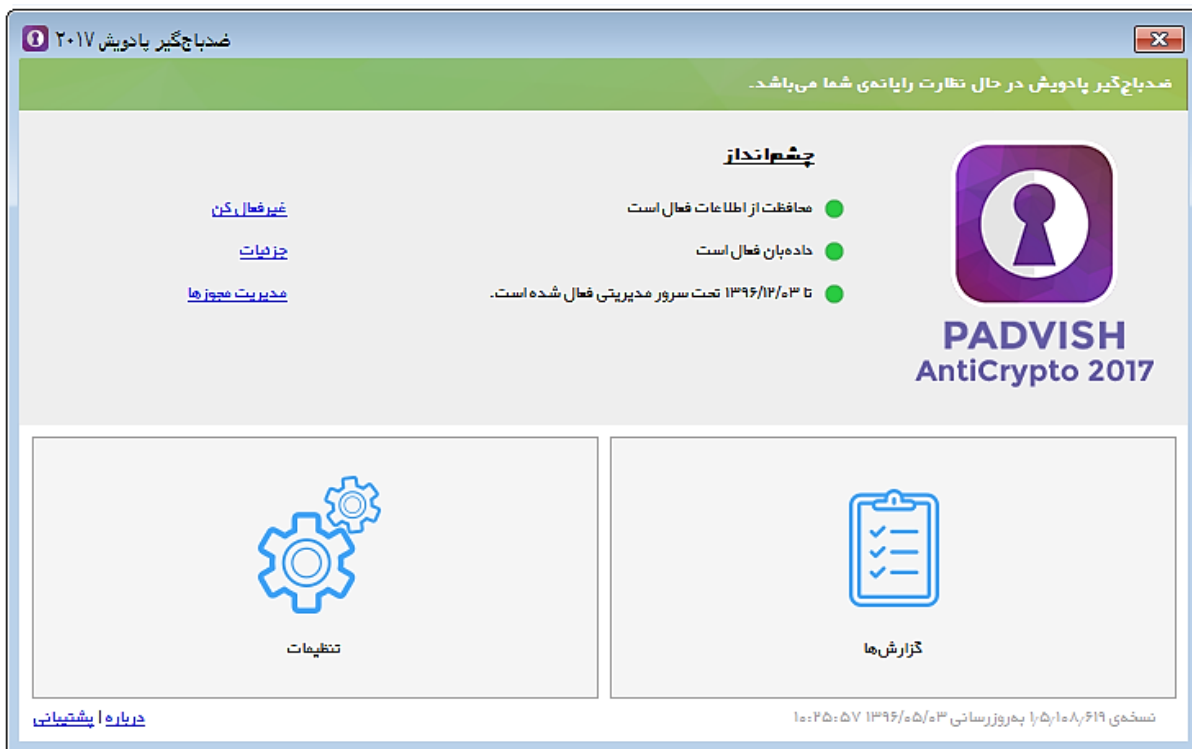 ضدباج‌گیر پادویش ۲۰۱۷
ضدباج‌گیر پادویش در حال نظارت رایانه‌ی شما می‌باشد.
چشم‌انداز
محافظت از اطلاعات فعال است
غیرفعال کن
داده‌بان فعال است
جزئیات
تا ۱۳۹۶/۱۲/۰۳ تحت سرور مدیریتی فعال شده است.
مدیریت مجوزها
PADVISH
AntiCrypto 2017
گزارش‌ها
تنظیمات
نسخه‌ی ۱٫۵٫۱۰۸٫۶۱۹ به‌روزرسانی ۱۳۹۶/۰۵/۰۳ ۱۰:۲۵:۵۷
درباره | پشتیبانی